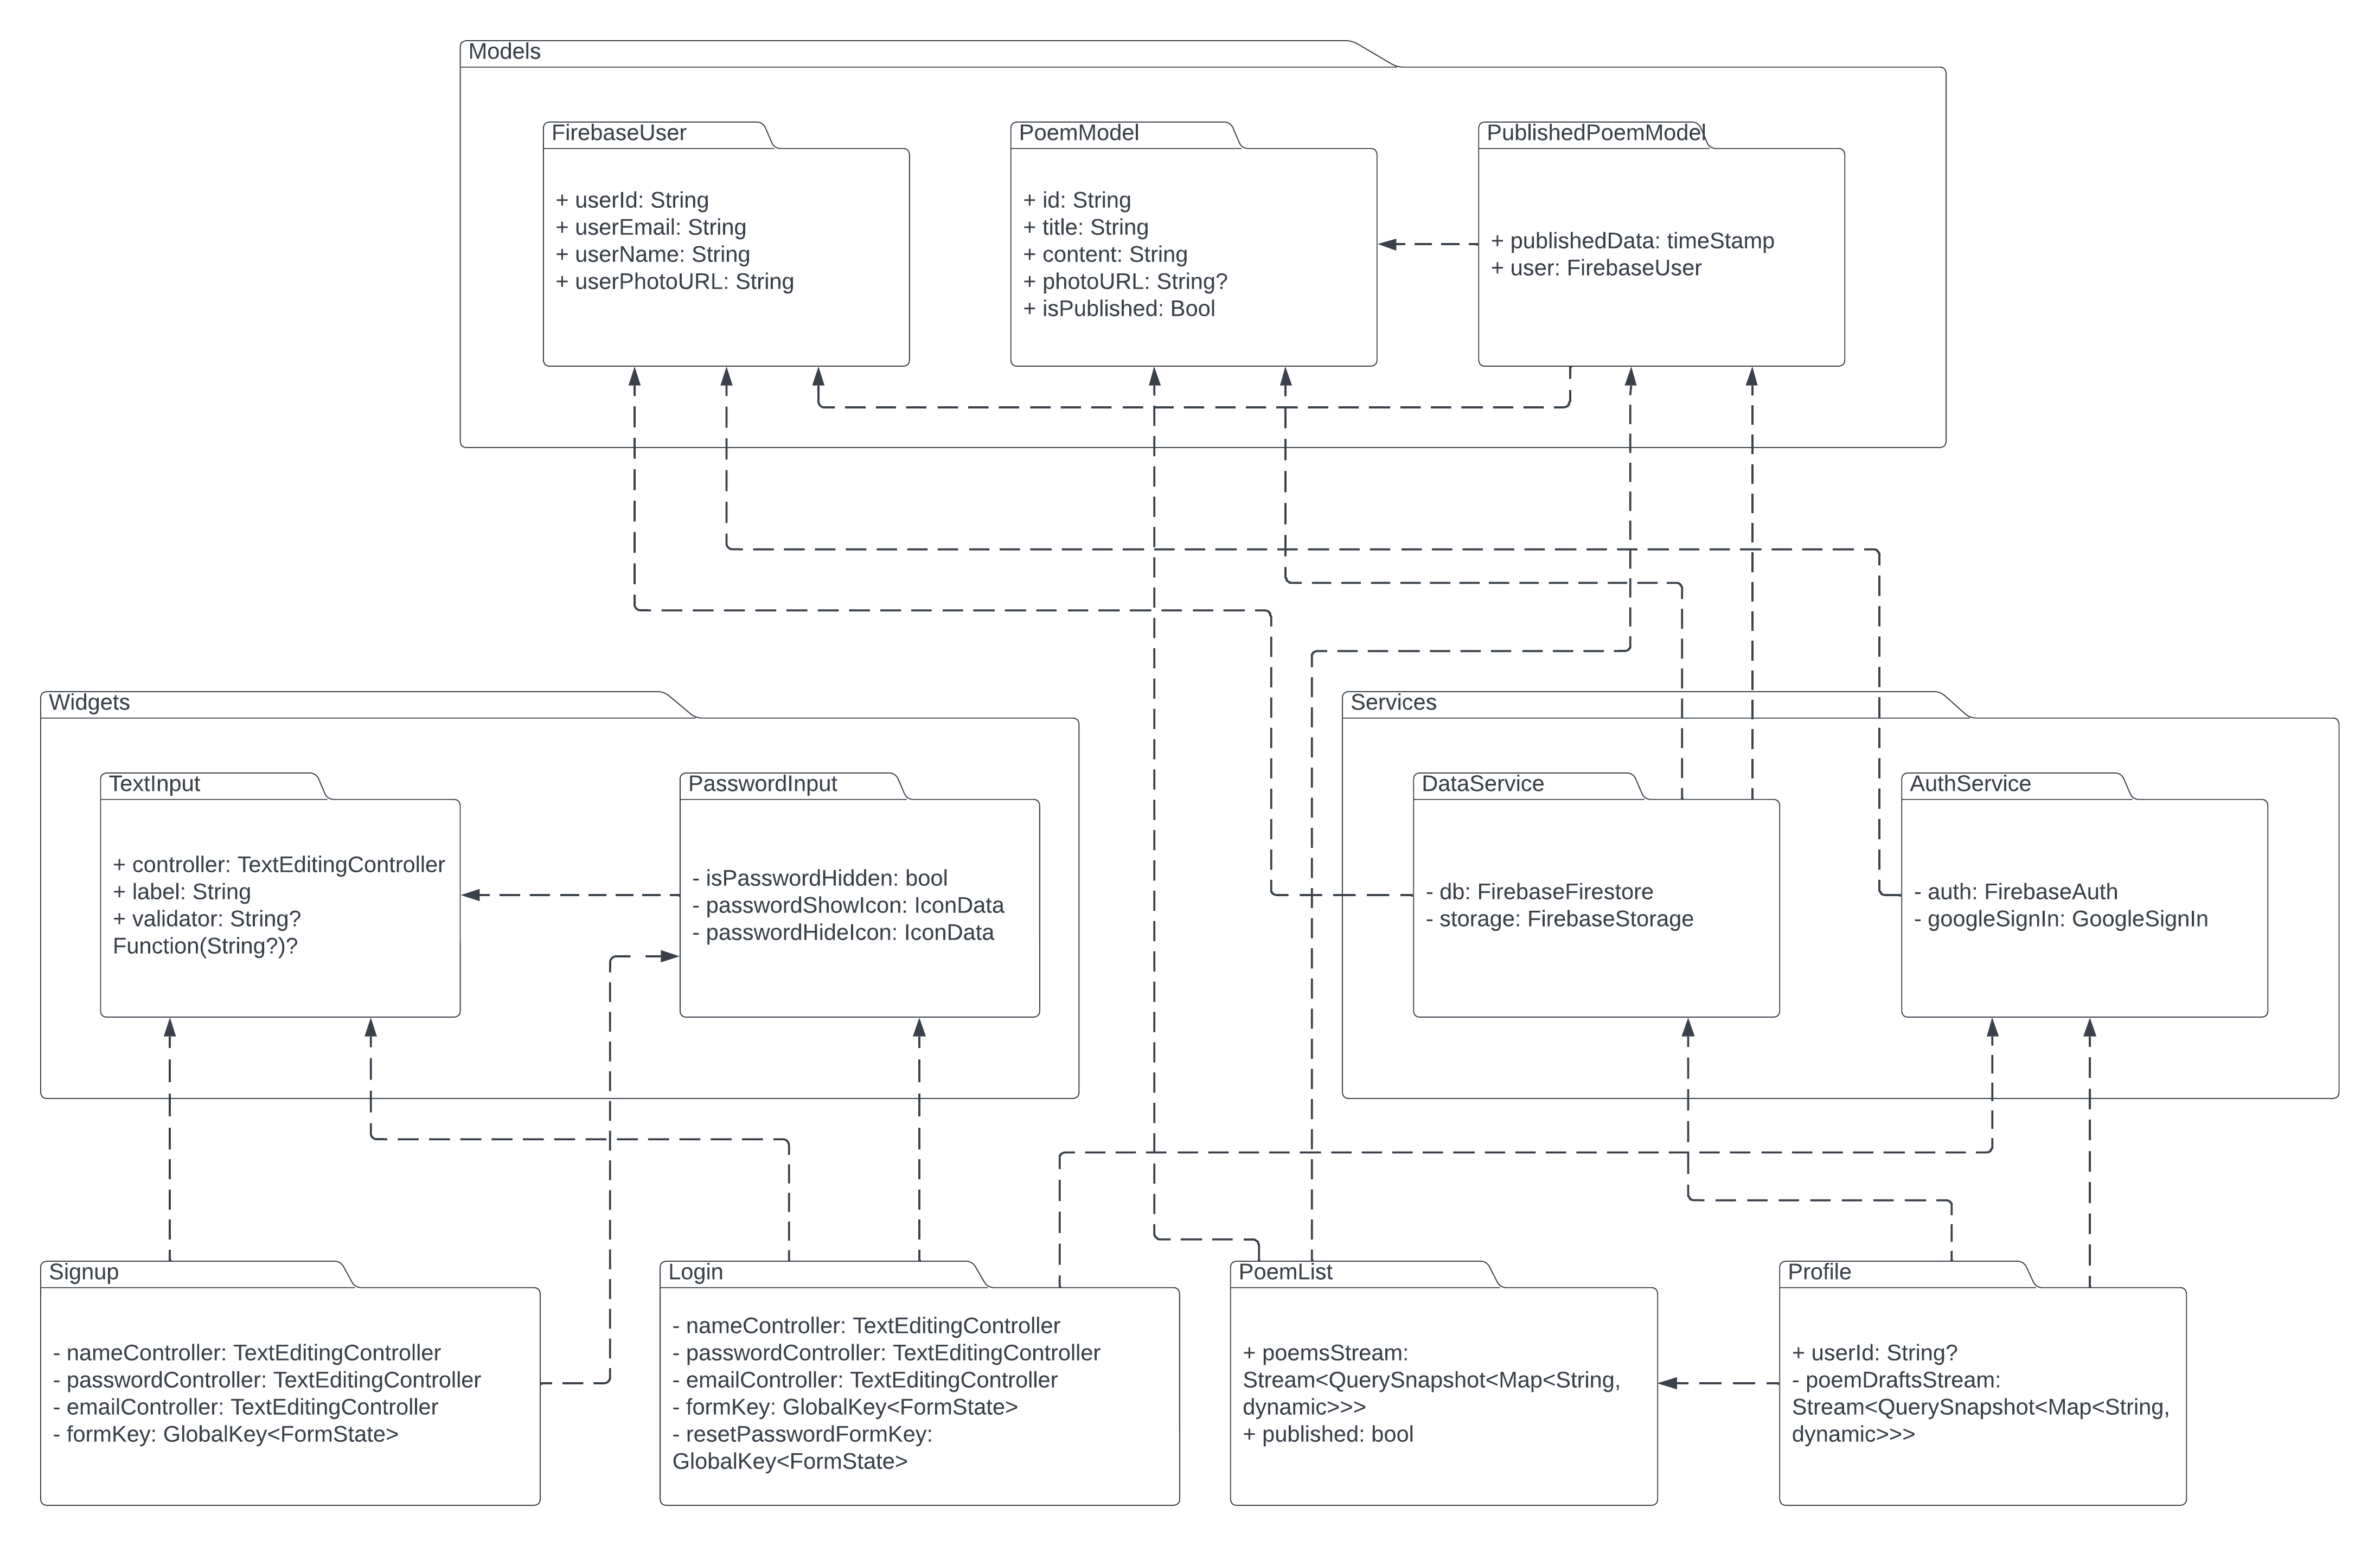 Models
FirebaseUser
+ userId: String
+ userEmail: String
+ userName: String
+ userPhotoURL: String
PoemModel
+ id: String
+ title: String
+ content: String
+ photoURL: String?
+ isPublished: Bool
PublishedPoemModel
+ publishedData: timeStamp
+ user: FirebaseUser
Widgets
TextInput
+ controller: TextEditingController
+ label: String
+ validator: String?
Function(String?)?
PasswordInput
- isPasswordHidden: bool
- passwordShowIcon: IconData
- passwordHideIcon: IconData
Services
DataService
- db: FirebaseFirestore
- storage: FirebaseStorage
AuthService
- auth: FirebaseAuth
- googleSignIn: GoogleSignIn
Signup
- nameController: TextEditingController
- passwordController: TextEditingController
- emailController: TextEditingController
- formKey: GlobalKey<FormState>
Login
- nameController: TextEditingController
- passwordController: TextEditingController
- emailController: TextEditingController
- formKey: GlobalKey<FormState>
- resetPasswordFormKey:
GlobalKey<FormState>
PoemList
+ poemsStream:
Stream<QuerySnapshot<Map<String,
dynamic>>>
+ published: bool
Profile
+ userId: String?
- poemDraftsStream:
Stream<QuerySnapshot<Map<String,
dynamic>>>